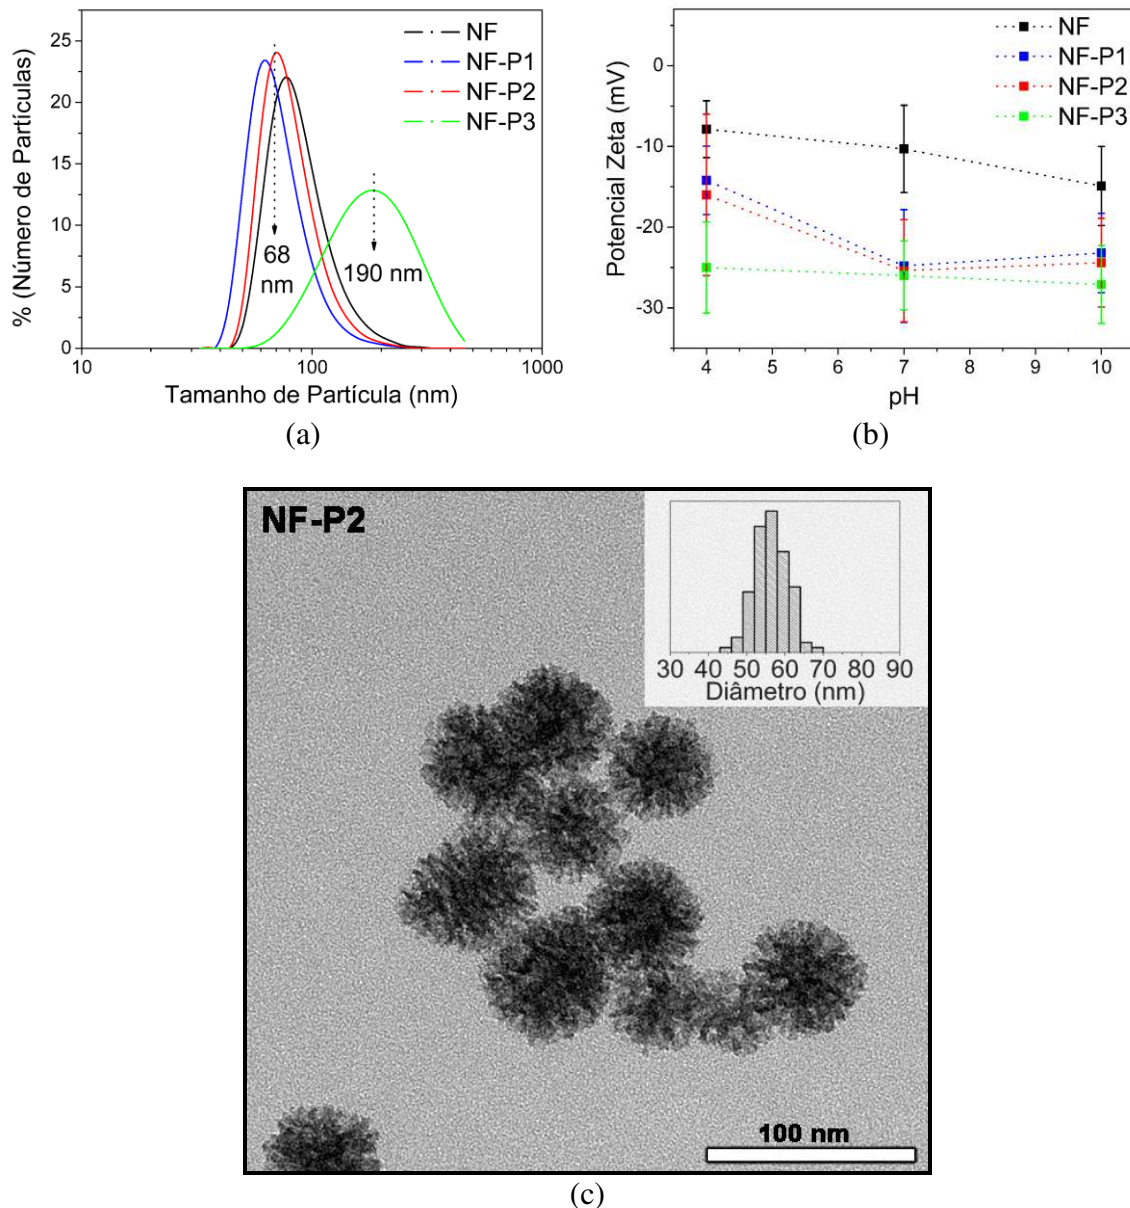 % (Número de Partículas)
25
20
15
10
5
0
NF
NF-P1
NF-P2
NF-P3
68
nm
190 nm
10 100 1000
Tamanho de Partícula (nm)
(a)
Potencial Zeta (mV)
0
-10
-20
-30
NF
NF-P1
NF-P2
NF-P3
4 5 6 7 8 9 10
pH
(b)
NF-P2
30 40 50 60 70 80 90
Diâmetro (nm)
100 nm
(c)